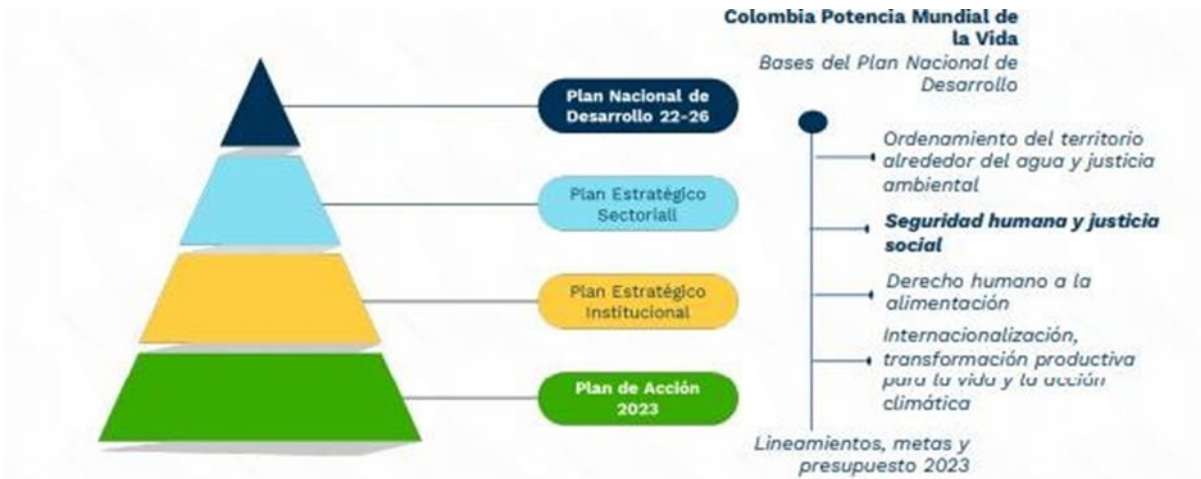 Plan Nacional de
Desarrollo 22-26
Plan Estratégico
Sectoriall
Plan Estratégico
Institucional
Plan de Acción
2023
Colombia Potencia Mundial de
la Vida
Bases del Plan Nacional de
Desarrollo
Ordenamiento del territorio
alrededor del agua y justicia
ambiental
Seguridad humana y justicia
social
Derecho humano a la
alimentación
Internacionalización,
transformación productiva
para la vida y la acción
climática
Lineamientos, metas y
presupuesto 2023